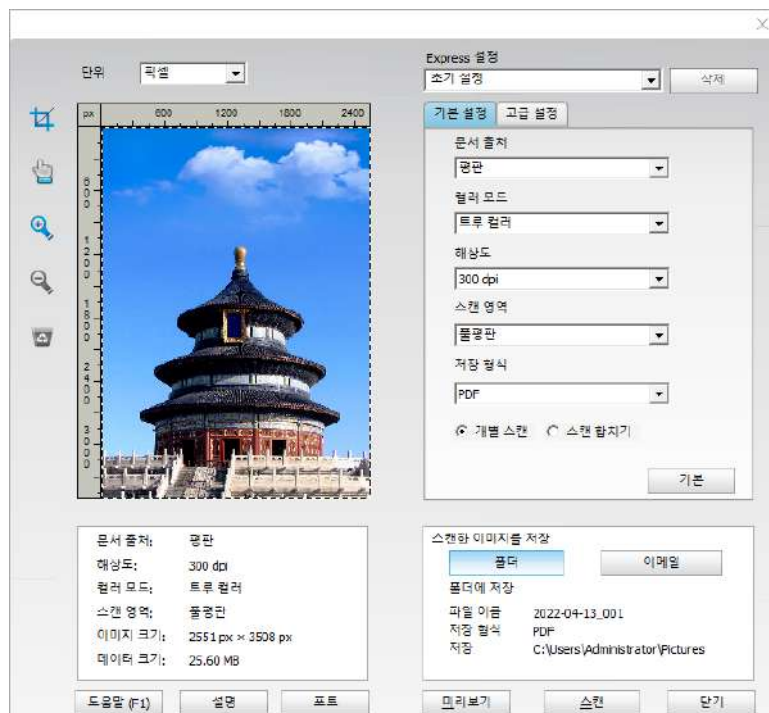 단위 픽셀
Express 설정
초기 설정 삭제
px 600 1200 1800 2400
600
1200
1800
2400
3000
기본 설정 고급 설정
문서 출처
평판
컬러 모드
트루 컬러
해상도
300 dpi
스캔 영역
풀평판
저장 형식
PDF
개별 스캔 스캔 합치기
기본
문서 출처: 평판
해상도: 300 dpi
컬러 모드: 트루 컬러
스캔 영역: 풀평판
이미지 크기: 2551 px × 3508 px
데이터 크기: 25.60 MB
스캔한 이미지를 저장
폴더 이메일
폴더에 저장
파일 이름 2022-04-13_001
저장 형식 PDF
저장 C:\Users\Administrator\Pictures
도움말 (F1) 설명 포트 미리보기 스캔 닫기